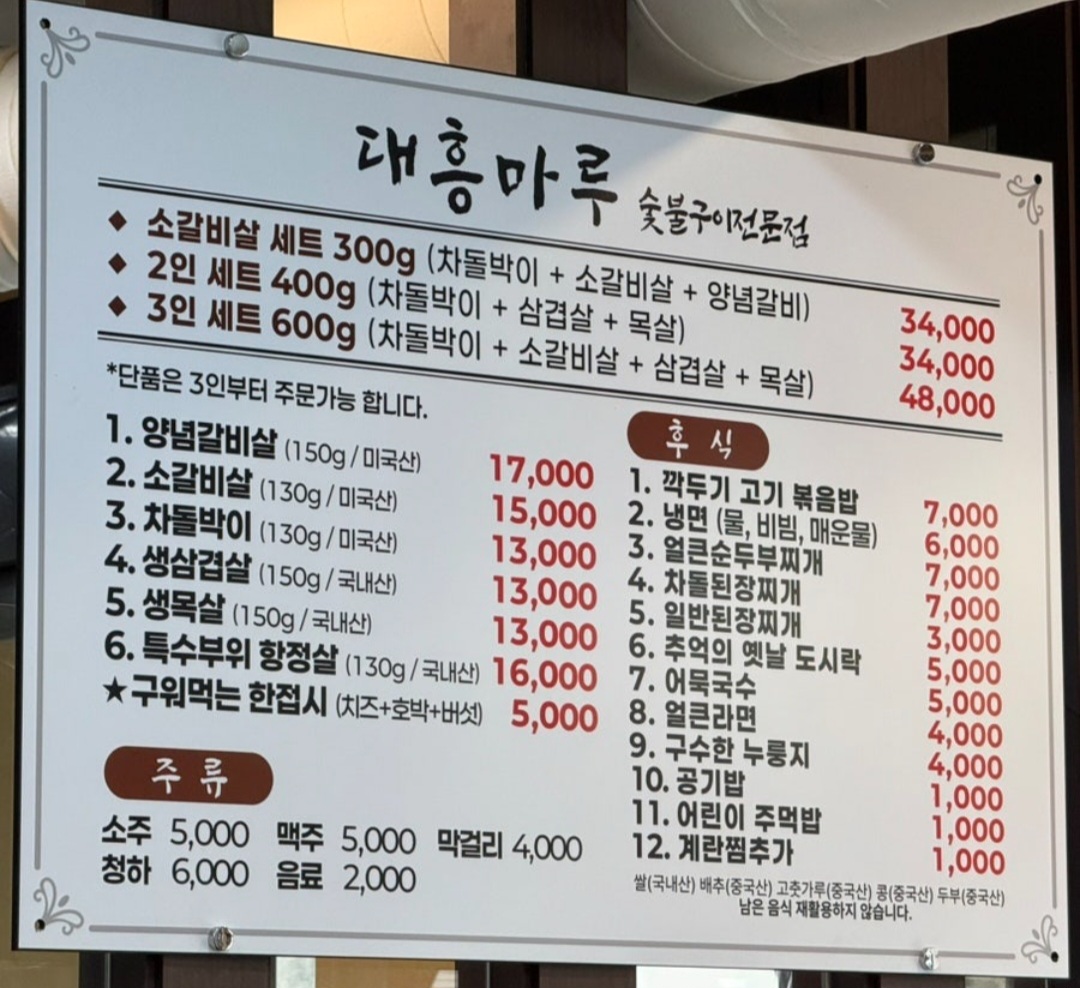 대흥마루 숯불구이전문점
◆ 소갈비살 세트 300g (차돌박이 + 소갈비살 + 양념갈비) 34,000
◆ 2인 세트 400g (차돌박이 + 삼겹살 + 목살) 34,000
◆ 3인 세트 600g (차돌박이 + 소갈비살 + 삼겹살 + 목살) 48,000
*단품은 3인부터 주문가능 합니다.
1. 양념갈비살 (150g / 미국산) 17,000
2. 소갈비살 (130g / 미국산) 15,000
3. 차돌박이 (130g / 미국산) 13,000
4. 생삼겹살 (150g / 국내산) 13,000
5. 생목살 (150g / 국내산) 13,000
6. 특수부위 항정살 (130g / 국내산) 16,000
★구워먹는 한접시 (치즈+호박+버섯) 5,000
주 류
소주 5,000 맥주 5,000 막걸리 4,000
청하 6,000 음료 2,000
후 식
1. 깍두기 고기 볶음밥 7,000
2. 냉면 (물, 비빔, 매운물) 6,000
3. 얼큰순두부찌개 7,000
4. 차돌된장찌개 7,000
5. 일반된장찌개 3,000
6. 추억의 옛날 도시락 5,000
7. 어묵국수 5,000
8. 얼큰라면 4,000
9. 구수한 누룽지 4,000
10. 공기밥 1,000
11. 어린이 주먹밥 1,000
12. 계란찜추가 1,000
쌀(국내산) 배추(중국산) 고춧가루(중국산) 콩(중국산) 두부(중국산)
남은 음식 재활용하지 않습니다.